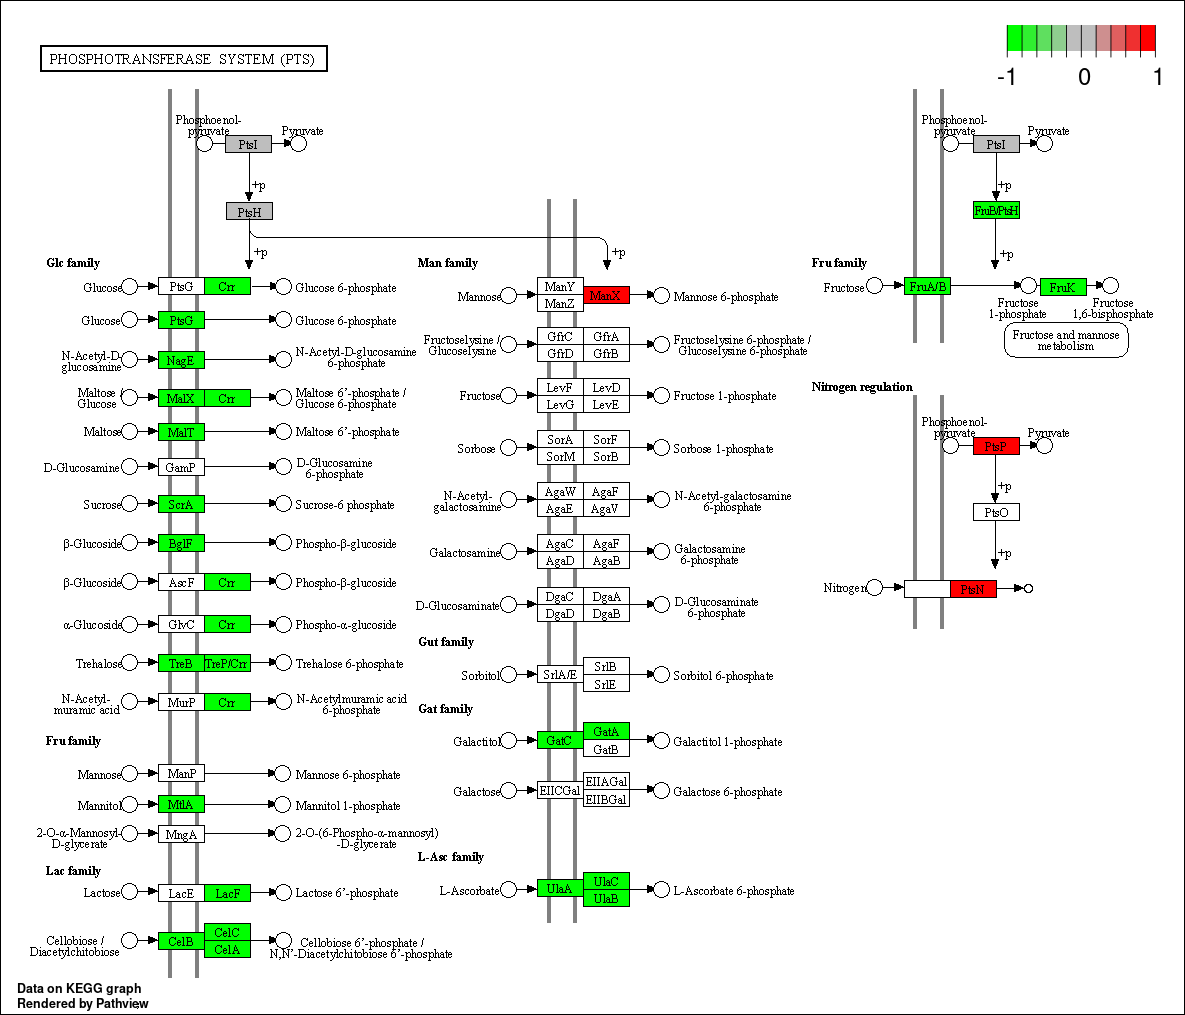 PHOSPHOTRANSFERASE SYSTEM (PTS)
-1
0
1
Phosphoenol-
pyruvate
PtsI
Pyruvate
+p
PtsH
+p
Glc family
Glucose
PtsG
Crr
Glucose 6-phosphate
Glucose
PtsG
Glucose 6-phosphate
N-Acetyl-D-
glucosamine
NagE
N-Acetyl-D-glucosamine
6-phosphate
Maltose /
Glucose
MalX
Crr
Maltose 6'-phosphate /
Glucose 6-phosphate
Maltose
MalT
Maltose 6'-phosphate
D-Glucosamine
GamP
D-Glucosamine
6-phosphate
Sucrose
ScrA
Sucrose-6 phosphate
β-Glucoside
BglF
Phospho-β-glucoside
β-Glucoside
AscF
Crr
Phospho-β-glucoside
α-Glucoside
GlvC
Crr
Phospho-α-glucoside
Trehalose
TreB
TreP/Crr
Trehalose 6-phosphate
N-Acetyl-
muramic acid
MurP
Crr
N-Acetylmuramic acid
6-phosphate
Fru family
Mannose
ManP
Mannose 6-phosphate
Mannitol
MtlA
Mannitol 1-phosphate
2-O-α-Mannosyl-
D-glycerate
MngA
2-O-(6-Phospho-α-mannosyl)
-D-glycerate
Lac family
Lactose
LacE
LacF
Lactose 6'-phosphate
Cellobiose /
Diacetylchitobiose
CelB
CelC
CelA
Cellobiose 6'-phosphate /
N,N'-Diacetylchitobiose 6'-phosphate
+p
Man family
Mannose
ManY
ManZ
ManX
Mannose 6-phosphate
Fructoselysine /
Glucoselysine
GfrC
GfrA
GfrD
GfrB
Fructoselysine 6-phosphate /
Glucoselysine 6-phosphate
Fructose
LevF
LevD
LevG
LevE
Fructose 1-phosphate
Sorbose
SorA
SorF
SorM
SorB
Sorbose 1-phosphate
N-Acetyl-
galactosamine
AgaW
AgaF
AgaE
AgaV
N-Acetyl-galactosamine
6-phosphate
Galactosamine
AgaC
AgaF
AgaD
AgaB
Galactosamine
6-phosphate
D-Glucosaminate
DgaC
DgaA
DgaD
DgaB
D-Glucosaminate
6-phosphate
Gut family
Sorbitol
SrlA/E
SrlB
SrlE
Sorbitol 6-phosphate
Gat family
Galactitol
GatC
GatA
GatB
Galactitol 1-phosphate
Galactose
EIICGal
EIIAGal
EIIBGal
Galactose 6-phosphate
L-Asc family
L-Ascorbate
UlaA
UlaC
UlaB
L-Ascorbate 6-phosphate
Phosphoenol-
pyruvate
PtsI
Pyruvate
+p
FruB/PtsH
+p
Fru family
Fructose
FruA/B
Fructose
1-phosphate
FruK
Fructose
1,6-bisphosphate
Fructose and mannose
metabolism
Nitrogen regulation
Phosphoenol-
pyruvate
PtsP
Pyruvate
+p
PtsO
+p
Nitrogen
PtsN
Data on KEGG graph
Rendered by Pathview